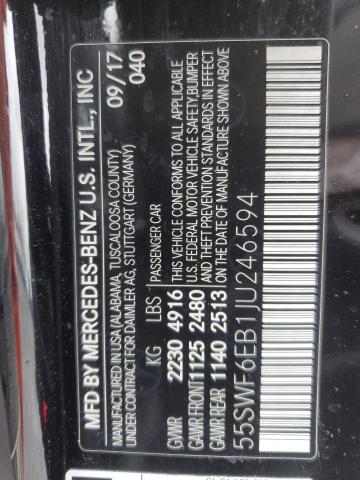 MFD BY MERCEDES-BENZ U.S. INTL., INC
MANUFACTURED IN USA (ALABAMA, TUSCALOOSA COUNTY)
UNDER CONTRACT FOR DAIMLER AG, STUTTGART (GERMANY)
09/17
040
KG LBS PASSENGER CAR
GVWR 2230 4916
GAWR FRONT 1125 2480
GAWR REAR 1140 2513
THIS VEHICLE CONFORMS TO ALL APPLICABLE
U.S. FEDERAL MOTOR VEHICLE SAFETY, BUMPER
AND THEFT PREVENTION STANDARDS IN EFFECT
ON THE DATE OF MANUFACTURE SHOWN ABOVE
55SWF6EB1JU246594